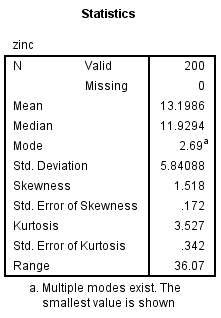 Statistics
zinc
N Valid 200
Missing 0
Mean 13.1986
Median 11.9294
Mode 2.69a
Std. Deviation 5.84088
Skewness 1.518
Std. Error of Skewness .172
Kurtosis 3.527
Std. Error of Kurtosis .342
Range 36.07
a. Multiple modes exist. The
smallest value is shown